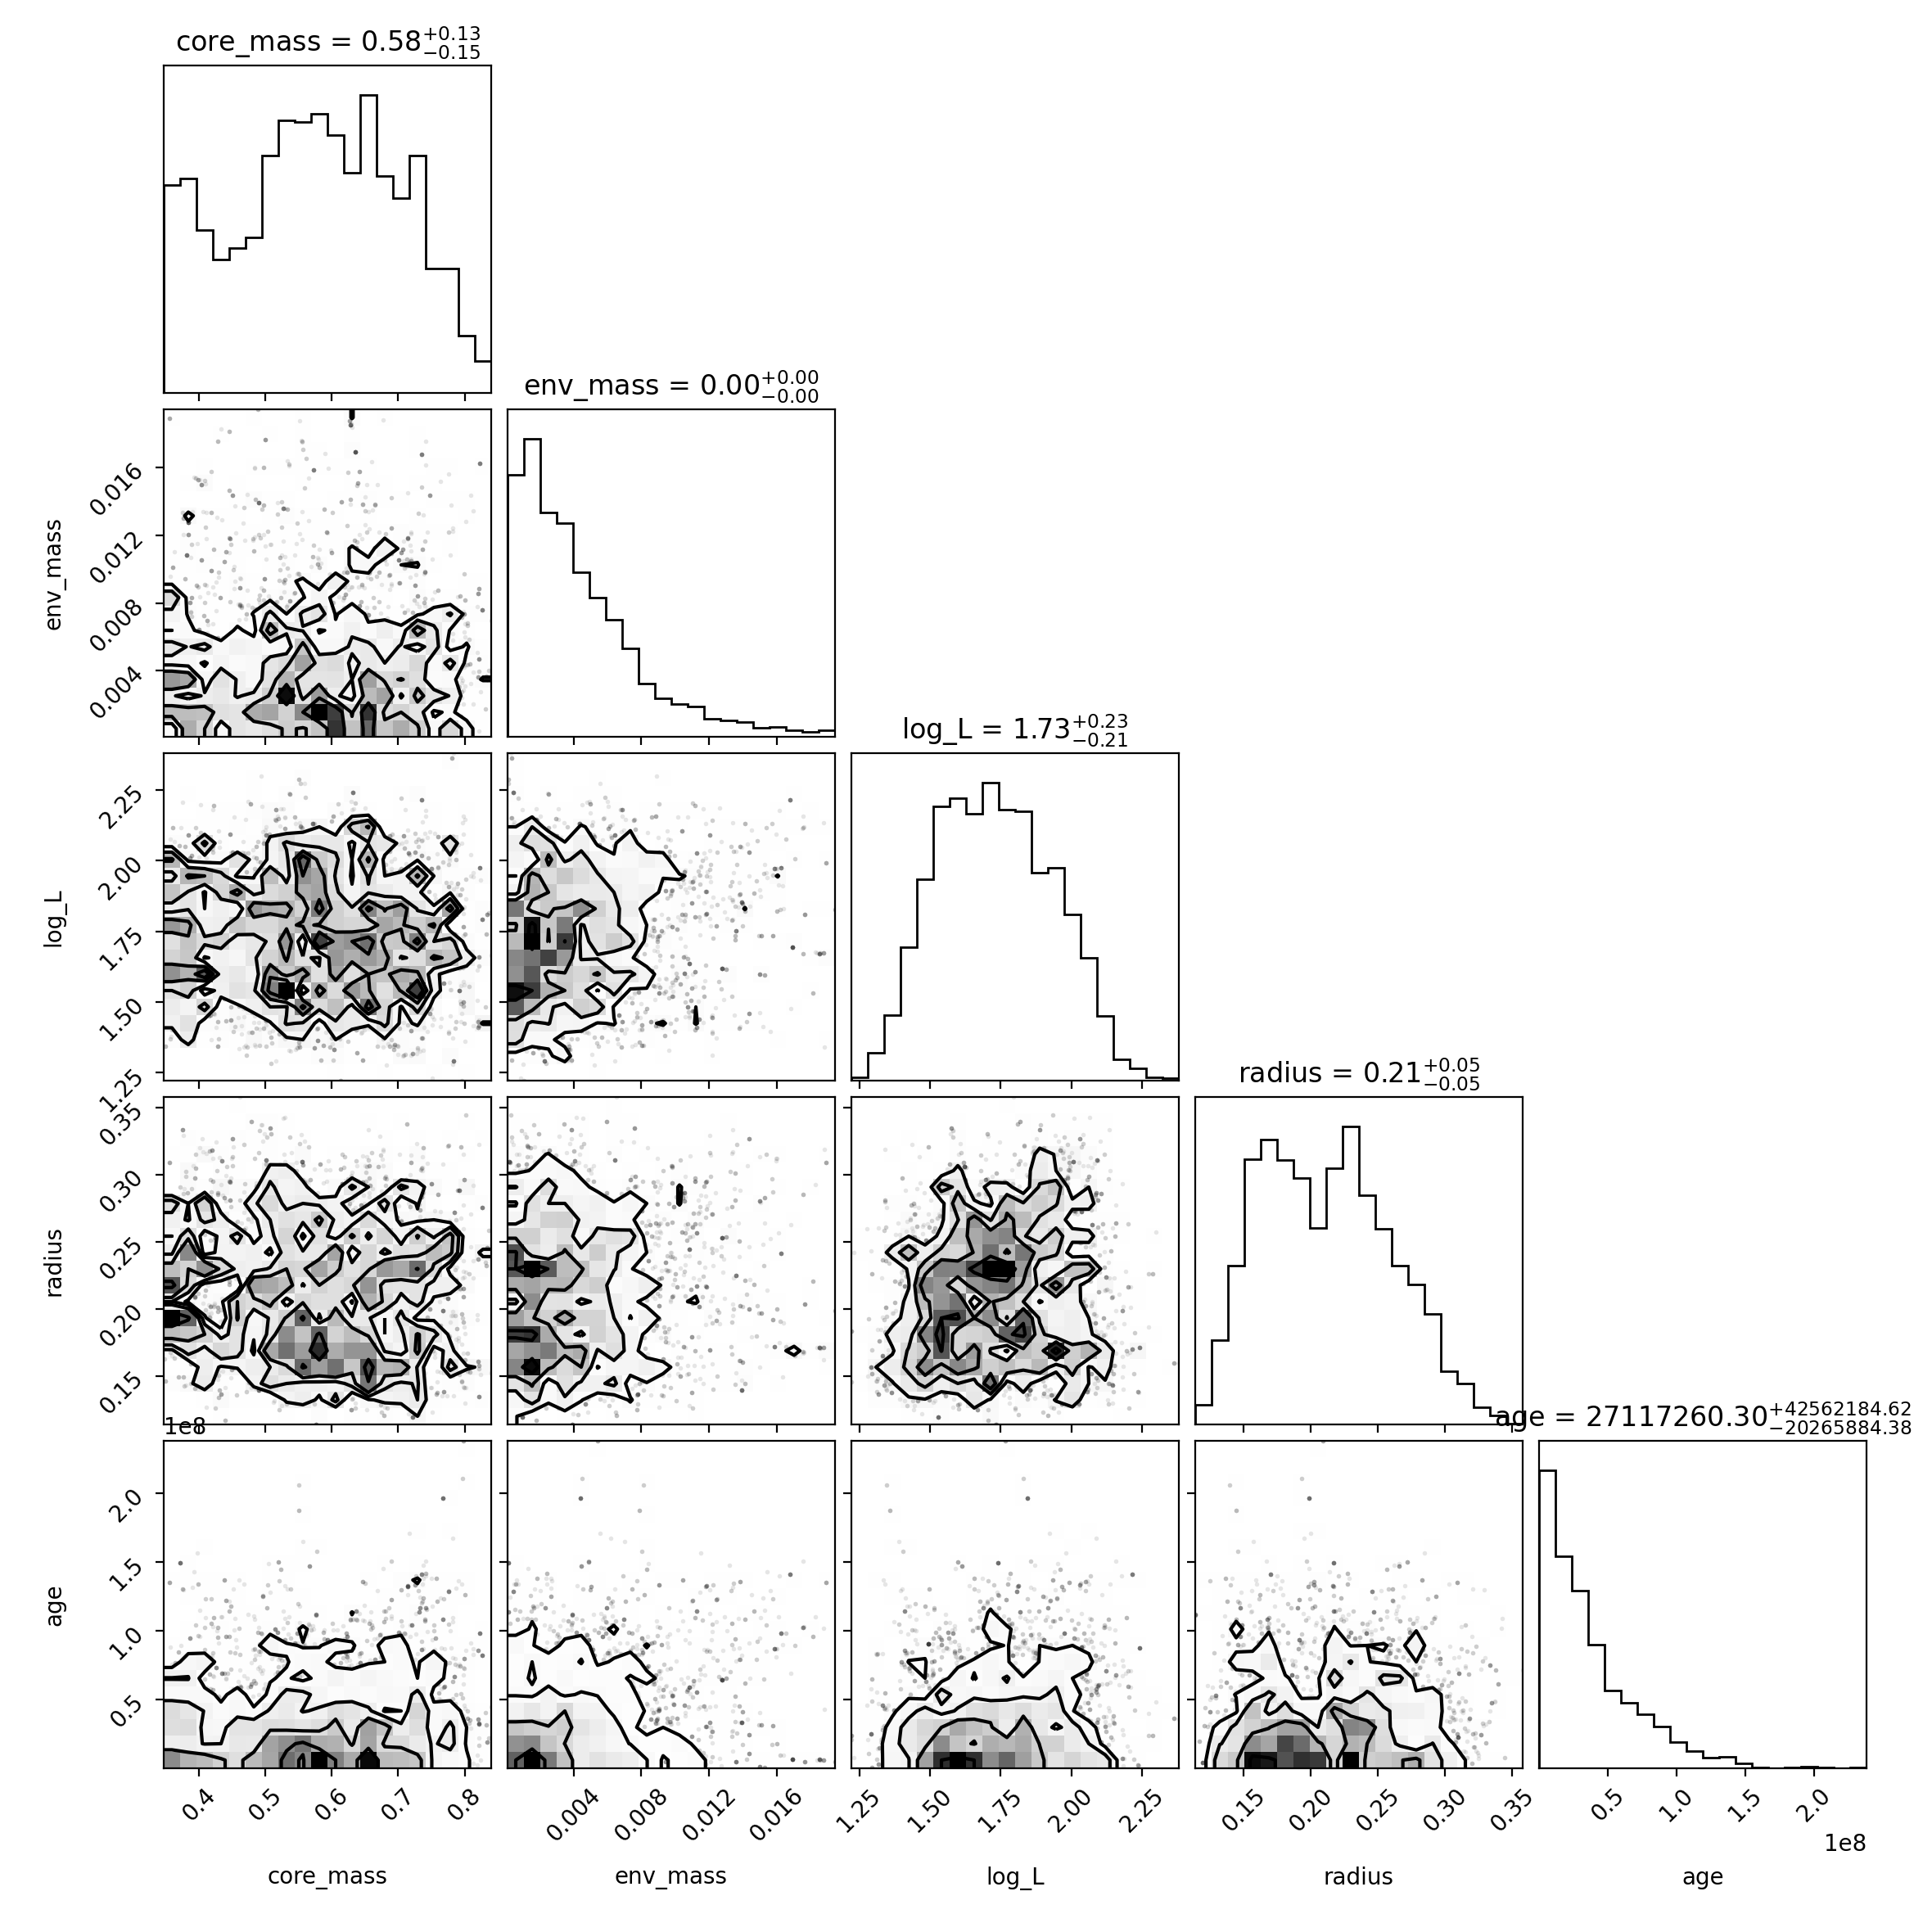 core_mass = 0.58+0.13−0.15
env_mass = 0.00+0.00−0.00
env_mass
0.016
0.012
0.008
0.004
log_L = 1.73+0.23−0.21
log_L
2.25
2.00
1.75
1.50
1.25
radius = 0.21+0.05−0.05
radius
0.35
0.30
0.25
0.20
0.15
age = 27117260.30+42562184.62−20265884.38
1e8
age
2.0
1.5
1.0
0.5
0.4 0.5 0.6 0.7 0.8
0.004 0.008 0.012 0.016
1.25 1.50 1.75 2.00 2.25
0.15 0.20 0.25 0.30 0.35
0.5 1.0 1.5 2.0
1e8
core_mass env_mass log_L radius age